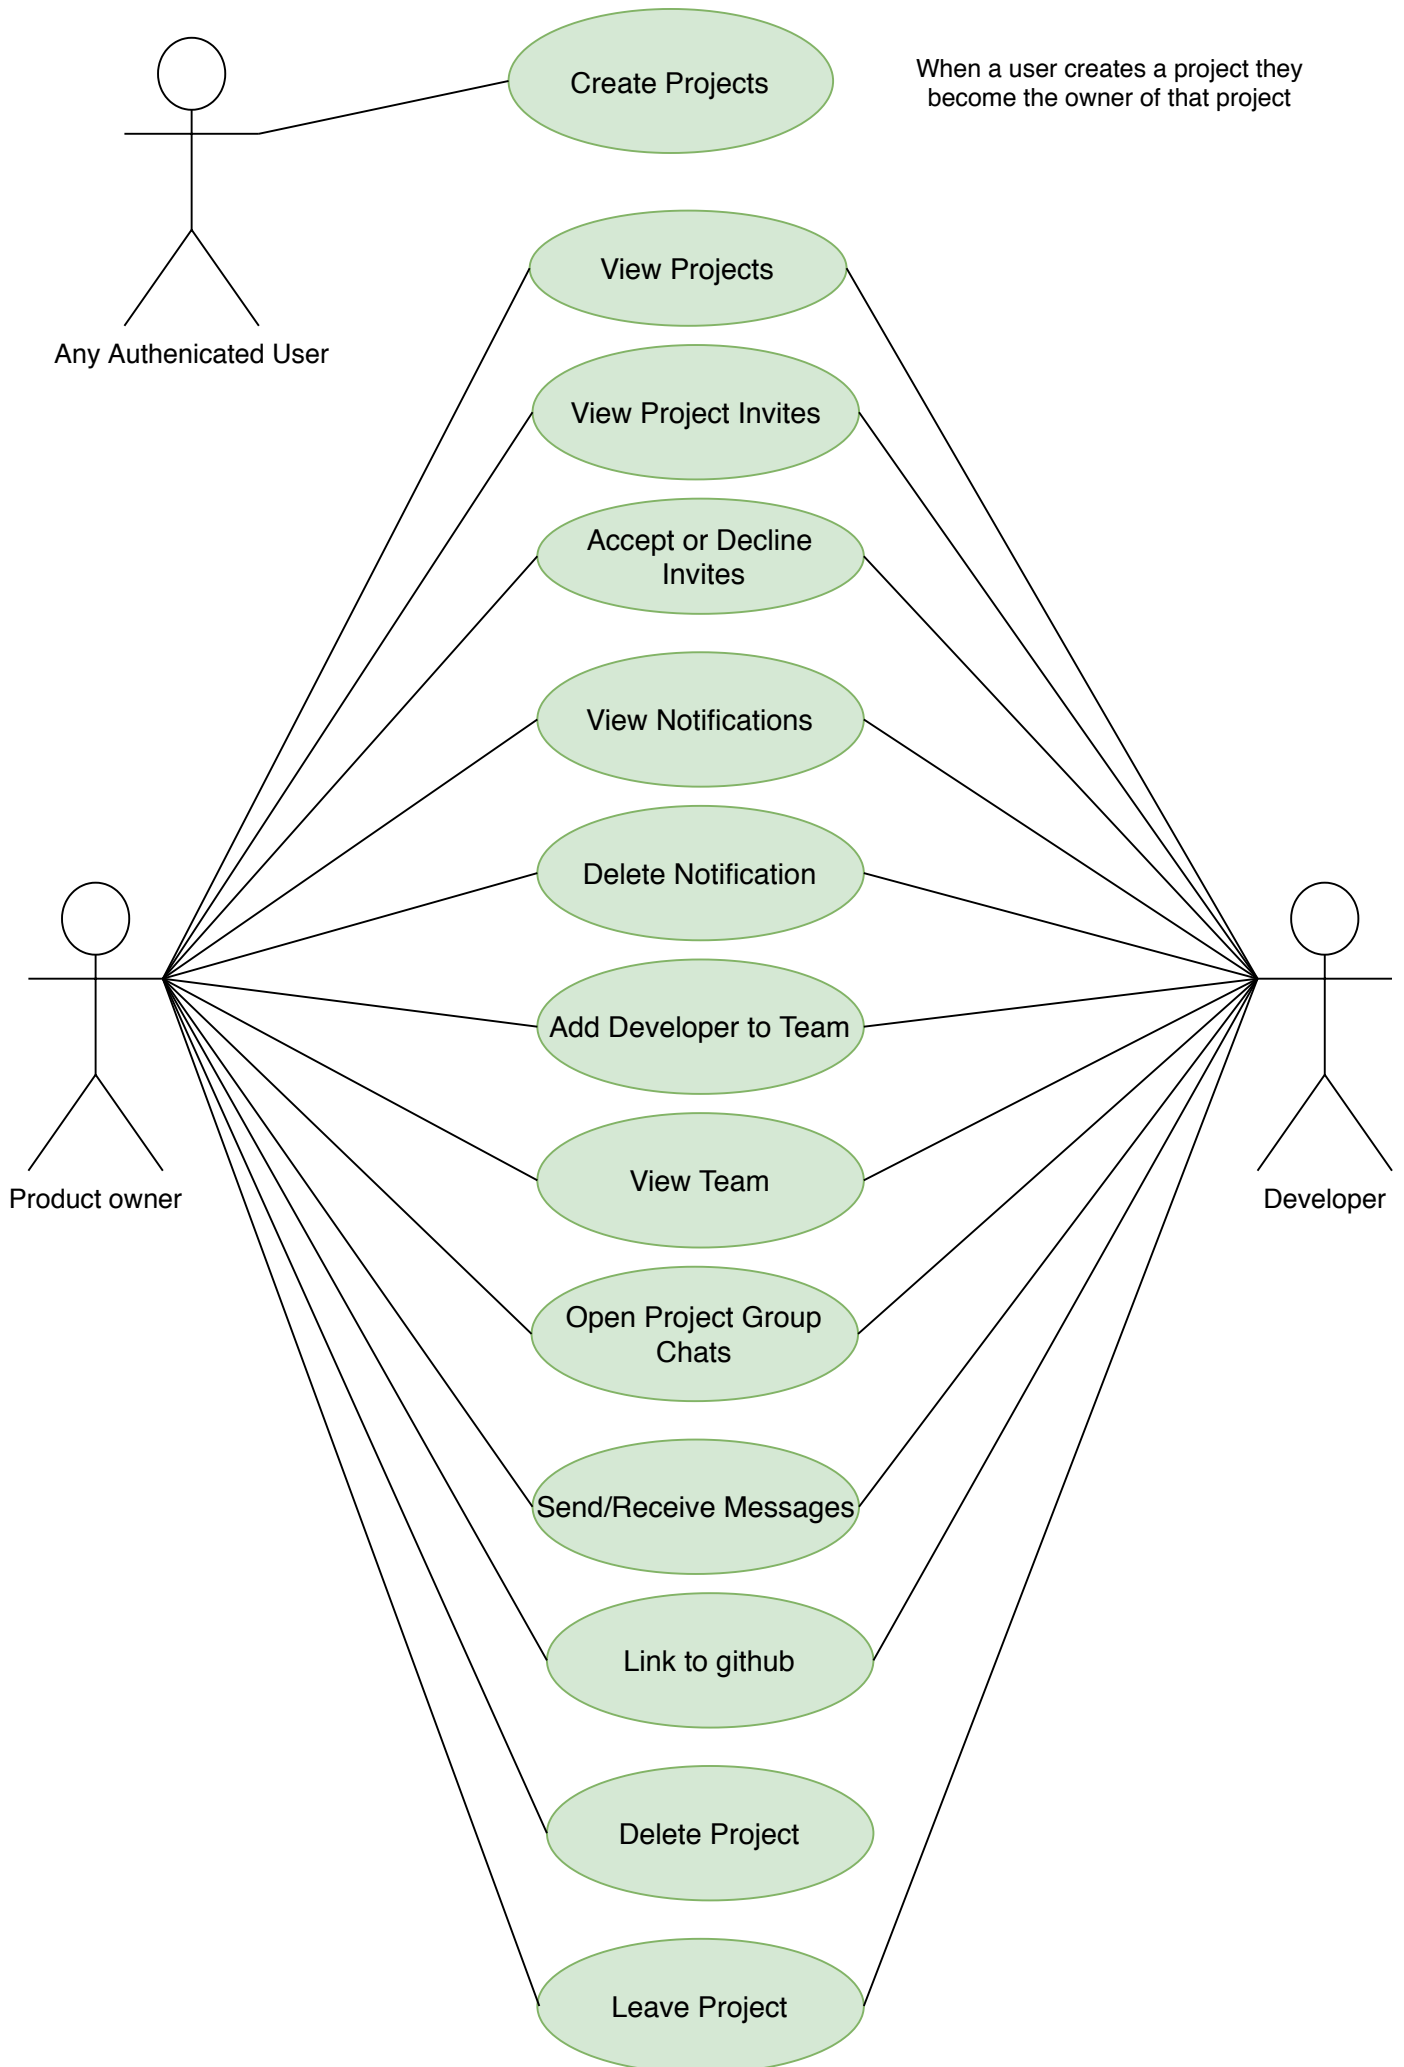 Create Projects
When a user creates a project they
become the owner of that project
View Projects
Any Authenicated User
View Project Invites
Accept or Decline
Invites
View Notifications
Delete Notification
Add Developer to Team
View Team
Product owner
Developer
Open Project Group
Chats
Send/Receive Messages
Link to github
Delete Project
Leave Project